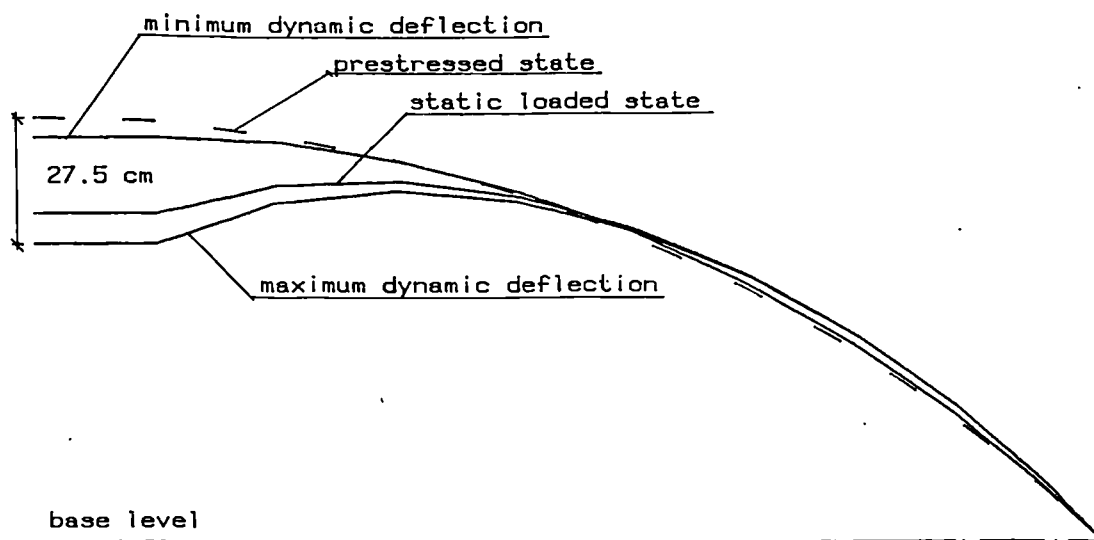 minimum dynamic deflection
prestressed state
static loaded state
27.5 cm
maximum dynamic deflection
base level